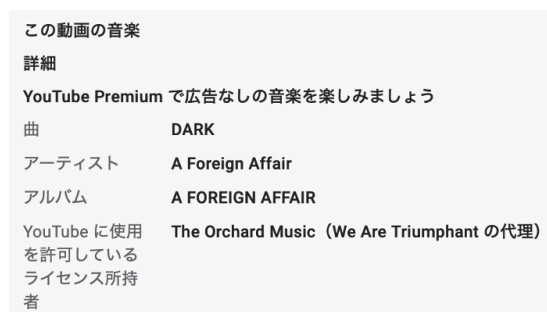 この動画の音楽
詳細
YouTube Premium で広告なしの音楽を楽しみましょう
曲 DARK
アーティスト A Foreign Affair
アルバム A FOREIGN AFFAIR
YouTube に使用 The Orchard Music（We Are Triumphant の代理）
を許可している
ライセンス所持
者